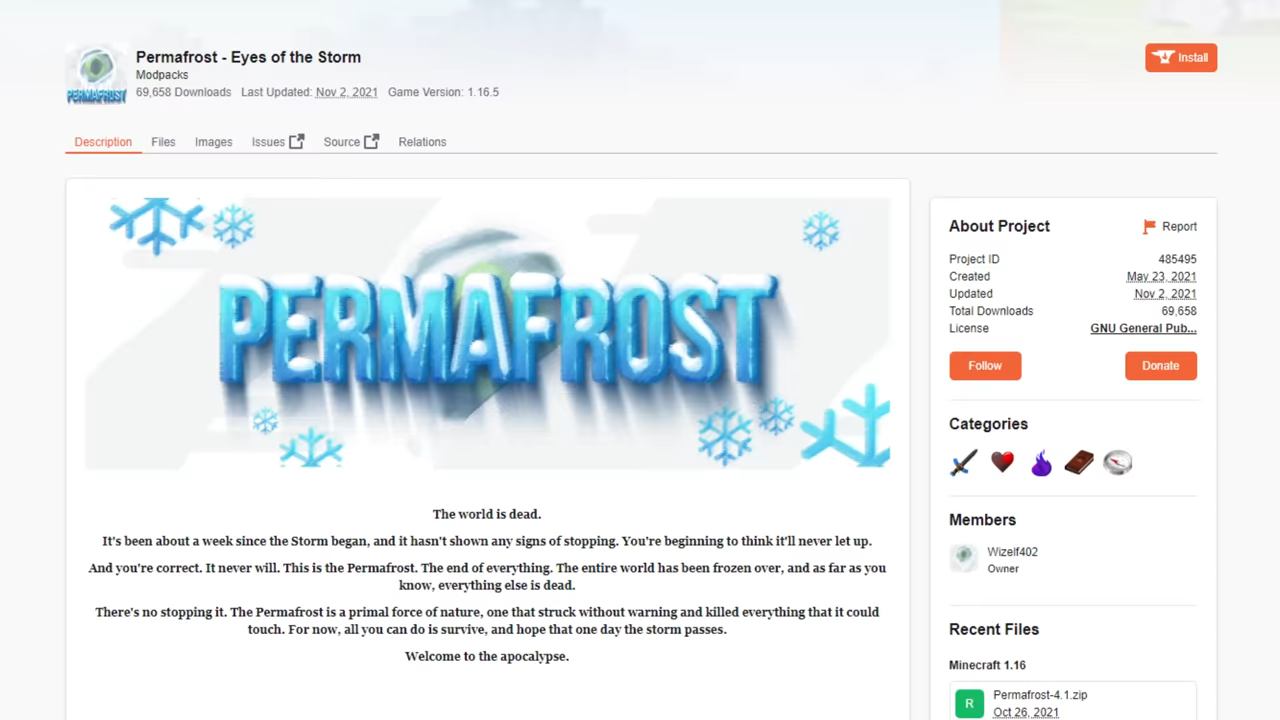 Permafrost - Eyes of the Storm
Modpacks
69,658 Downloads Last Updated: Nov 2, 2021 Game Version: 1.16.5
Install
PERMAFROST
Description Files Images Issues Source Relations
PERMAFROST
The world is dead.
It's been about a week since the Storm began, and it hasn't shown any signs of stopping. You're beginning to think it'll never let up.
And you're correct. It never will. This is the Permafrost. The end of everything. The entire world has been frozen over, and as far as you
know, everything else is dead.
There's no stopping it. The Permafrost is a primal force of nature, one that struck without warning and killed everything that it could
touch. For now, all you can do is survive, and hope that one day the storm passes.
Welcome to the apocalypse.
About Project
Report
Project ID 485495
Created May 23, 2021
Updated Nov 2, 2021
Total Downloads 69,658
License GNU General Pub...
Follow Donate
Categories
Members
Wizelf402
Owner
Recent Files
Minecraft 1.16
R
Permafrost-4.1.zip
Oct 26, 2021